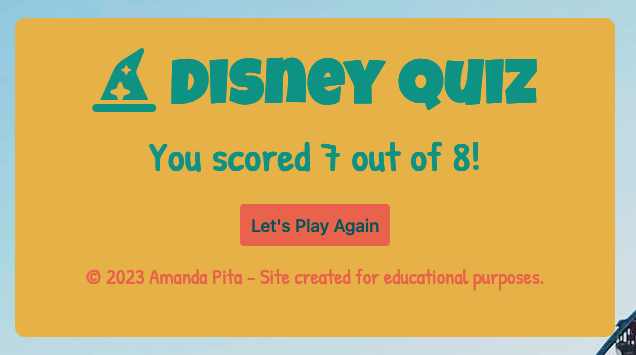 Disney Quiz
You scored 7 out of 8!
Let's Play Again
© 2023 Amanda Pita - Site created for educational purposes.